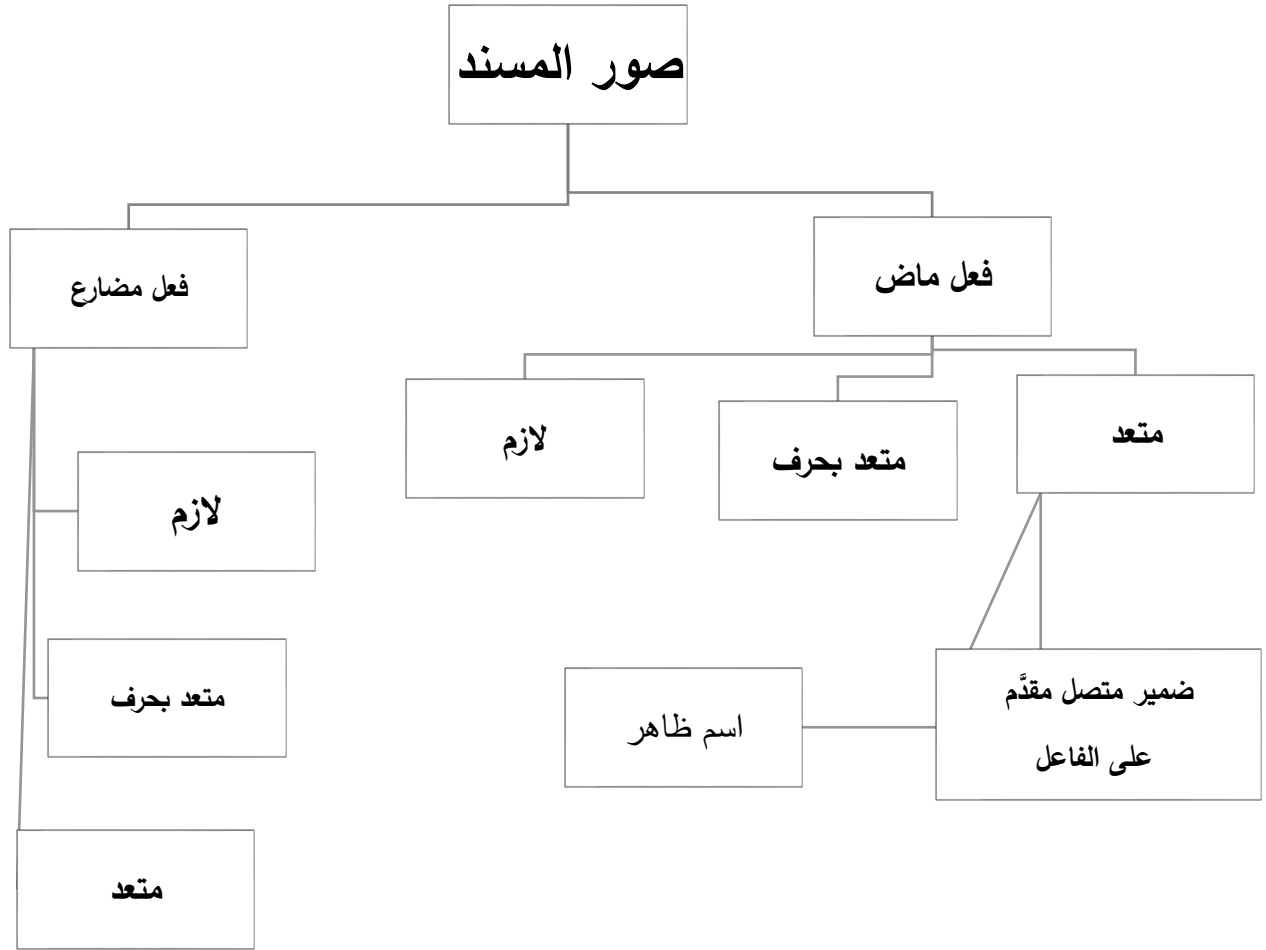 صور المسند
فعل ماض
فعل مضارع
متعد
متعد بحرف
لازم
لازم
متعد بحرف
متعد
ضمير متصل مقدَّم
على الفاعل
اسم ظاهر